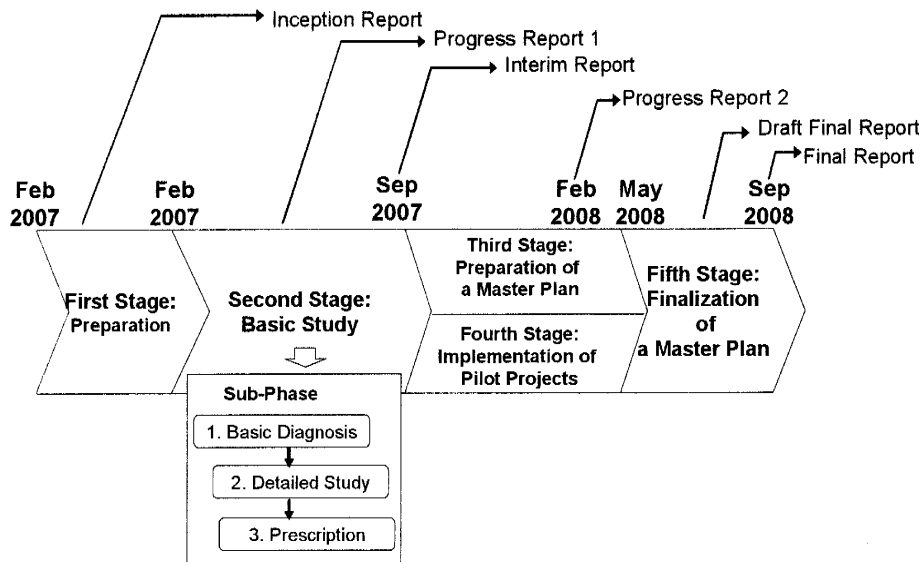 Inception Report
Progress Report 1
Interim Report
Progress Report 2
Draft Final Report
Final Report
Feb
2007
Feb
2007
Sep
2007
Feb
2008
May
2008
Sep
2008
First Stage:
Preparation
Second Stage:
Basic Study
Third Stage:
Preparation of
a Master Plan
Fourth Stage:
Implementation of
Pilot Projects
Fifth Stage:
Finalization
of
a Master Plan
Sub-Phase
1. Basic Diagnosis
2. Detailed Study
3. Prescription